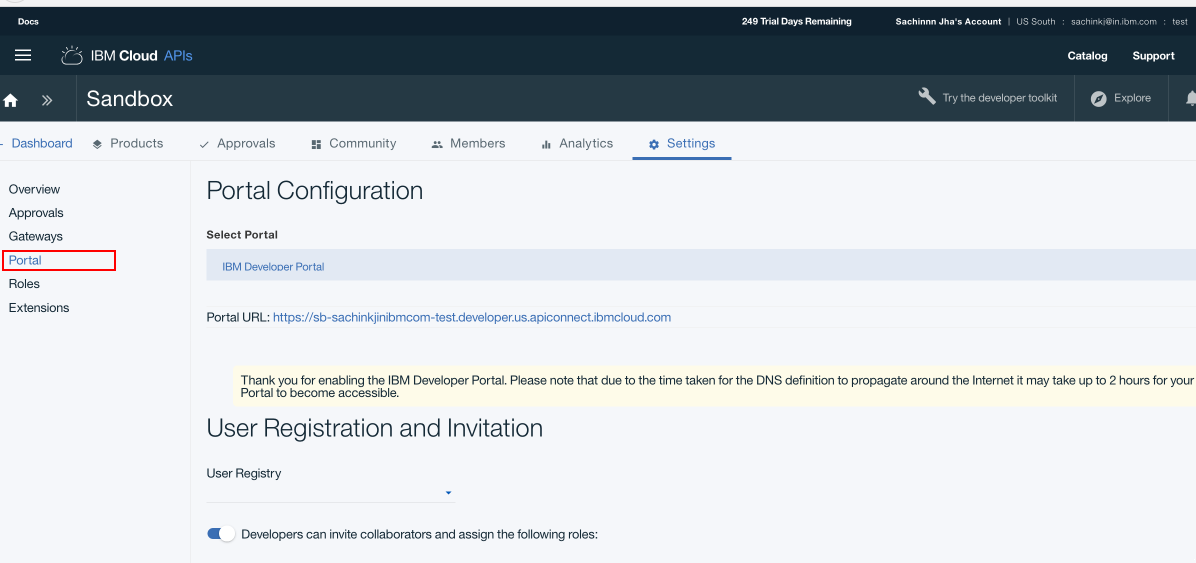 Docs
249 Trial Days Remaining
Sachinnn Jha's Account | US South : sachinkj@in.ibm.com : test
IBM Cloud APIs
Catalog
Support
Sandbox
Try the developer toolkit
Explore
Dashboard
Products
Approvals
Community
Members
Analytics
Settings
Overview
Approvals
Gateways
Portal
Roles
Extensions
Portal Configuration
Select Portal
IBM Developer Portal
Portal URL: https://sb-sachinkjinibmcom-test.developer.us.apiconnect.ibmcloud.com
Thank you for enabling the IBM Developer Portal. Please note that due to the time taken for the DNS definition to propagate around the Internet it may take up to 2 hours for your
Portal to become accessible.
User Registration and Invitation
User Registry
Developers can invite collaborators and assign the following roles: